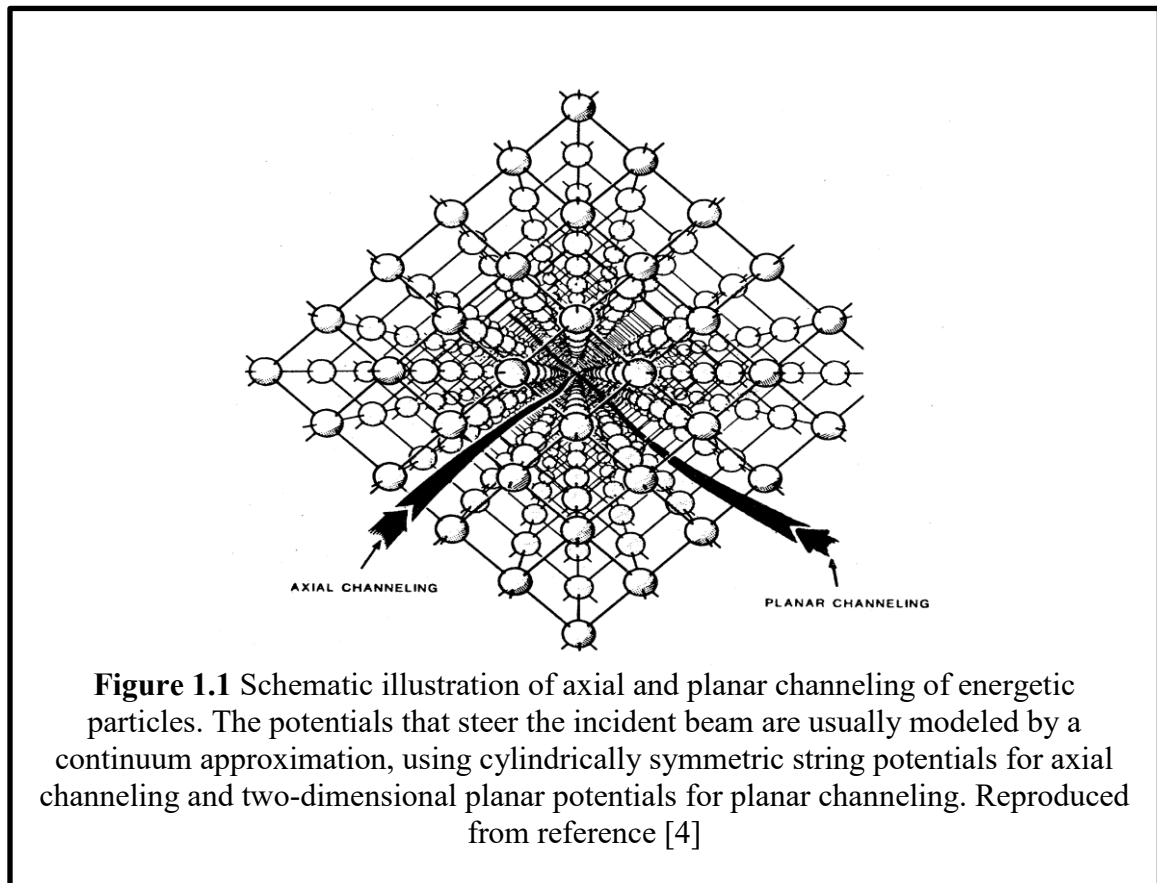 AXIAL CHANNELING
PLANAR CHANNELING
Figure 1.1 Schematic illustration of axial and planar channeling of energetic
particles. The potentials that steer the incident beam are usually modeled by a
continuum approximation, using cylindrically symmetric string potentials for axial
channeling and two-dimensional planar potentials for planar channeling. Reproduced
from reference [4]